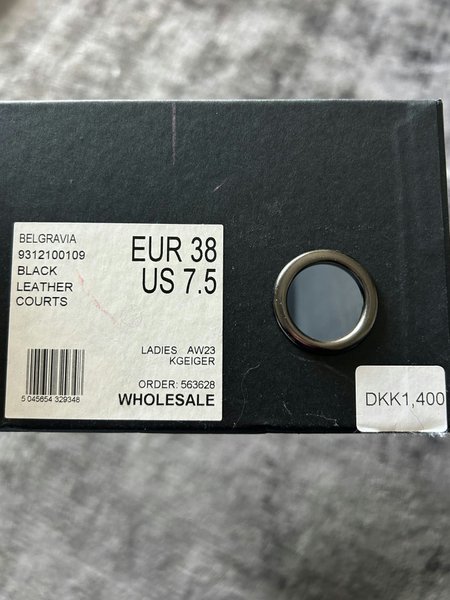 BELGRAVIA
9312100109
BLACK
LEATHER
COURTS
EUR 38
US 7.5
LADIES AW23
KGEIGER
ORDER: 563628
WHOLESALE
5 045654 329348
DKK1,400